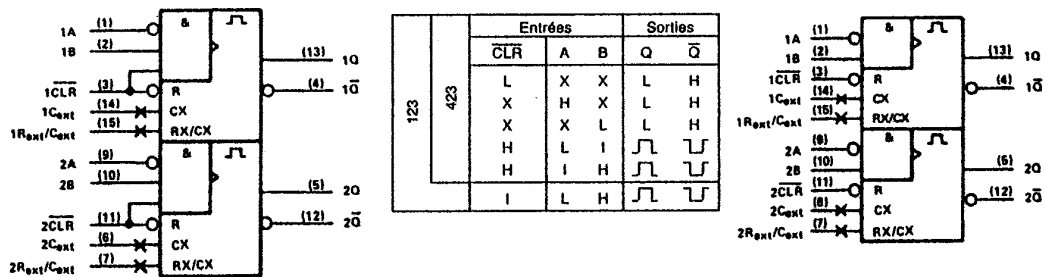 & 
1A (1)
1B (2)
(13) 1Q
1CLR (3) R
(4) 1Q
1Cext (14) CX
1Rext/Cext (15) RX/CX
&
2A (9)
2B (10)
(5) 2Q
2CLR (11) R
(12) 2Q
2Cext (6) CX
2Rext/Cext (7) RX/CX
123 423
Entrées Sorties
CLR A B Q Q
L X X L H
X H X L H
X X L L H
H L I
H I H
I L H
&
1A (1)
1B (2)
(13) 1Q
1CLR (3) R
(4) 1Q
1Cext (14) CX
1Rext/Cext (15) RX/CX
&
2A (9)
2B (10)
(5) 2Q
2CLR (11) R
(12) 2Q
2Cext (6) CX
2Rext/Cext (7) RX/CX